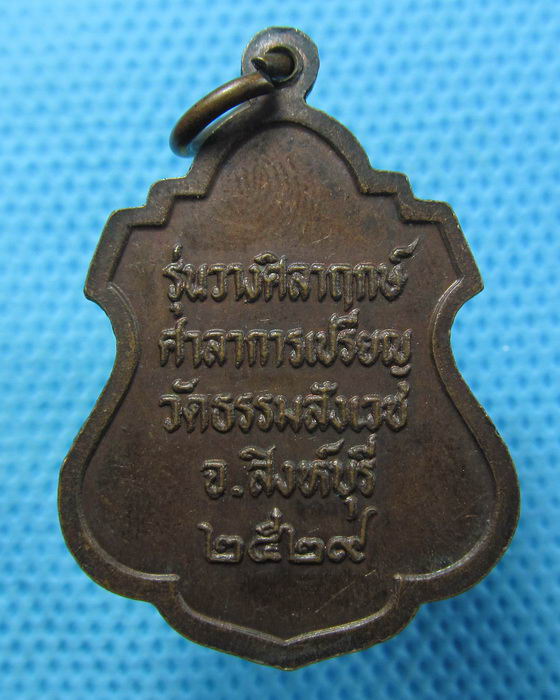 รุ่นวางศิลาฤกษ์
ศาลาการเปรียญ
วัดธรรมสังเวช
จ.สิงห์บุรี
๒๕๒๙